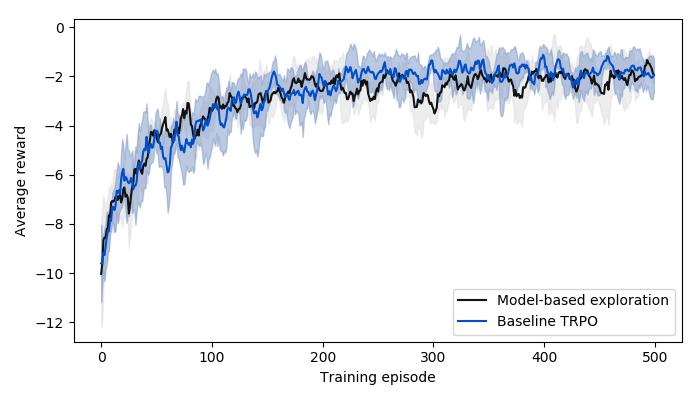 0
−2
−4
−6
−8
−10
−12
Average reward
Model-based exploration
Baseline TRPO
0 100 200 300 400 500
Training episode